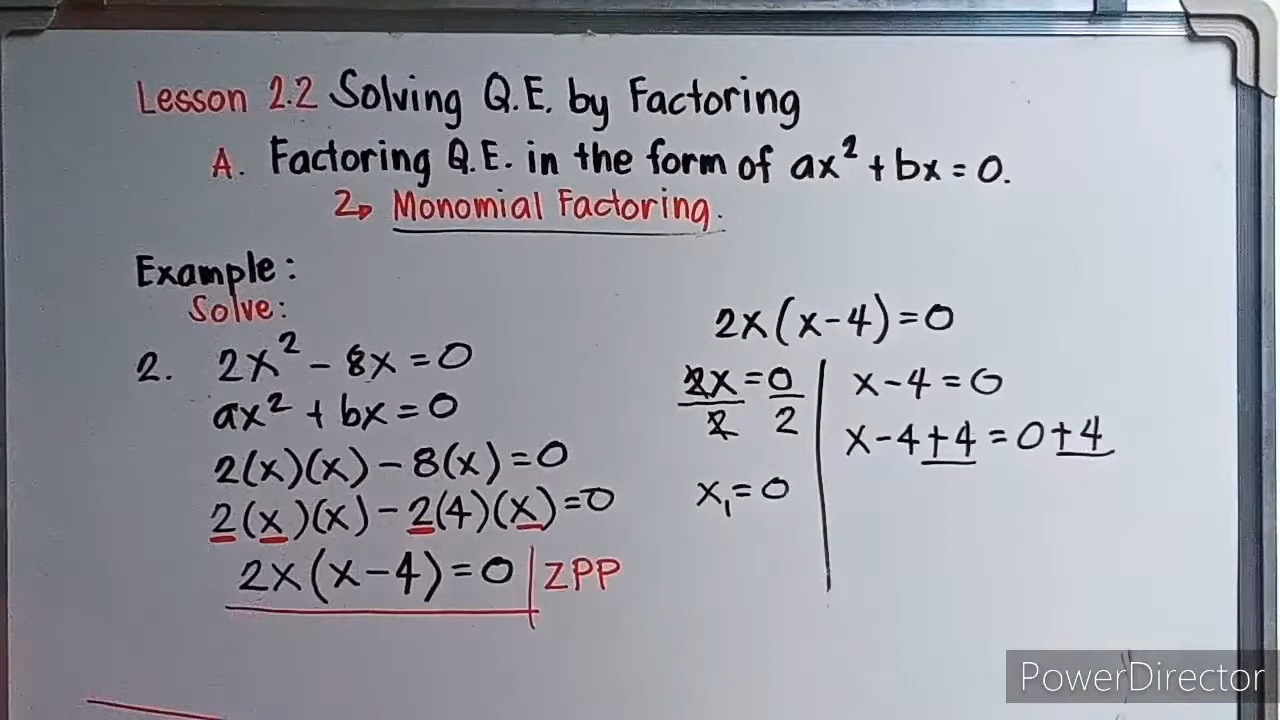 Lesson 2.2 Solving Q.E. by Factoring
A. Factoring Q.E. in the form of ax² + bx = 0.
Monomial Factoring.
Example:
Solve:
2. 2x² - 8x = 0
ax² + bx = 0
2(x)(x) - 8(x) = 0
2(x)(x) - 2(4)(x) = 0
2x(x-4) = 0 | ZPP
2x(x-4) = 0
2x/2 = 0/2
x₁ = 0
x - 4 = 0
x - 4 + 4 = 0 + 4
PowerDirector